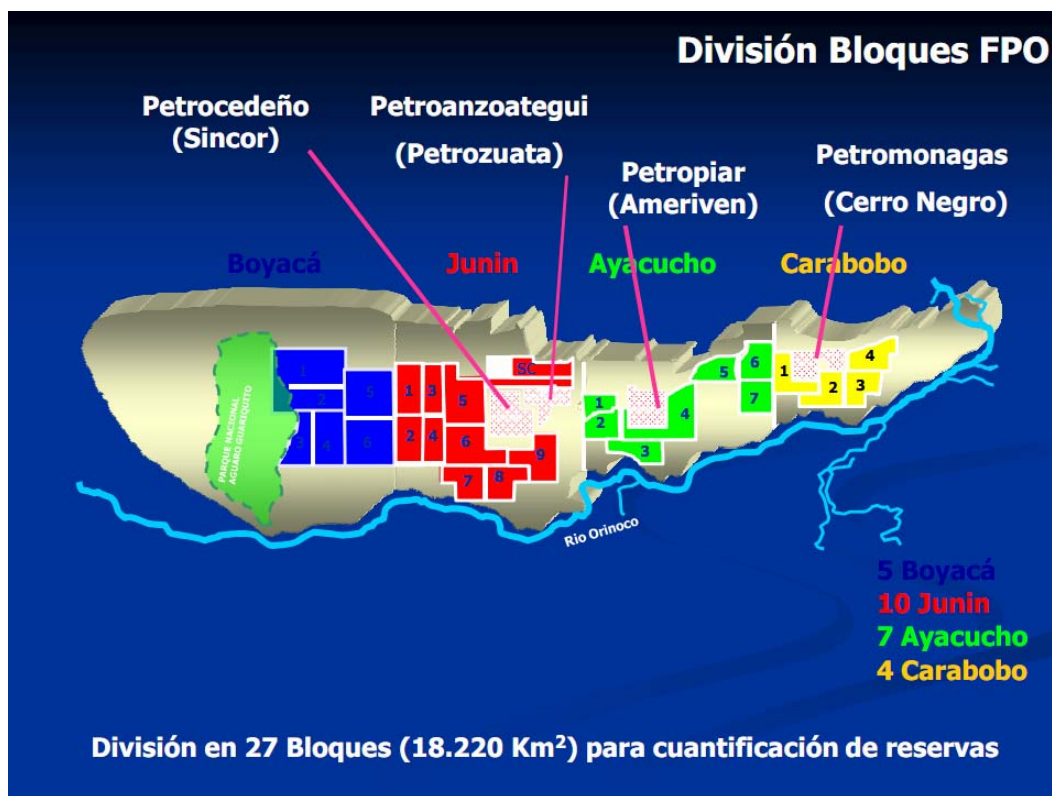 División Bloques FPO
Petrocedeño
(Sincor)
Petroanzoategui
(Petrozuata)
Petropiar
(Ameriven)
Petromonagas
(Cerro Negro)
Boyacá
Junin
Ayacucho
Carabobo
PARQUE NACIONAL
AGUARO GUARIQUITO
1
2
3
4
5
6
1
2
3
4
5
6
7
8
9
SC
1
2
3
4
5
6
7
1
2
3
4
Rio Orinoco
5 Boyacá
10 Junin
7 Ayacucho
4 Carabobo
División en 27 Bloques (18.220 Km²) para cuantificación de reservas